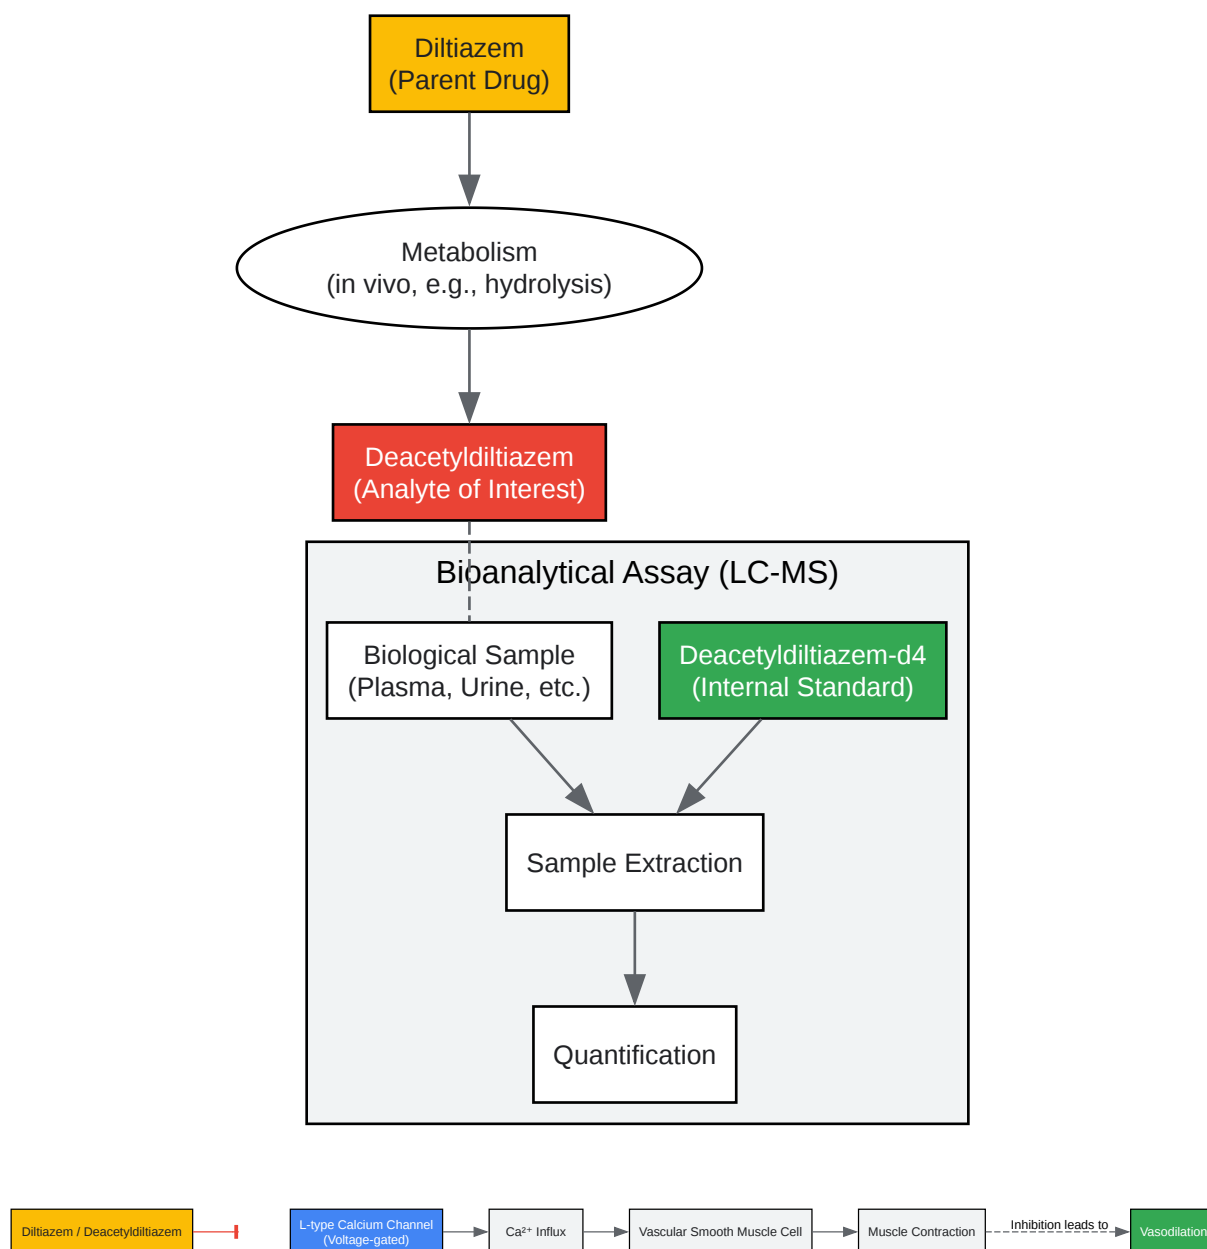 Diltiazem
(Parent Drug)
Metabolism
(in vivo, e.g., hydrolysis)
Deacetyldiltiazem
(Analyte of Interest)
Bioanalytical Assay (LC-MS)
Biological Sample
(Plasma, Urine, etc.)
Deacetyldiltiazem-d4
(Internal Standard)
Sample Extraction
Quantification
Diltiazem / Deacetyldiltiazem
L-type Calcium Channel
(Voltage-gated)
Ca²⁺ Influx
Vascular Smooth Muscle Cell
Muscle Contraction
Inhibition leads to
Vasodilation